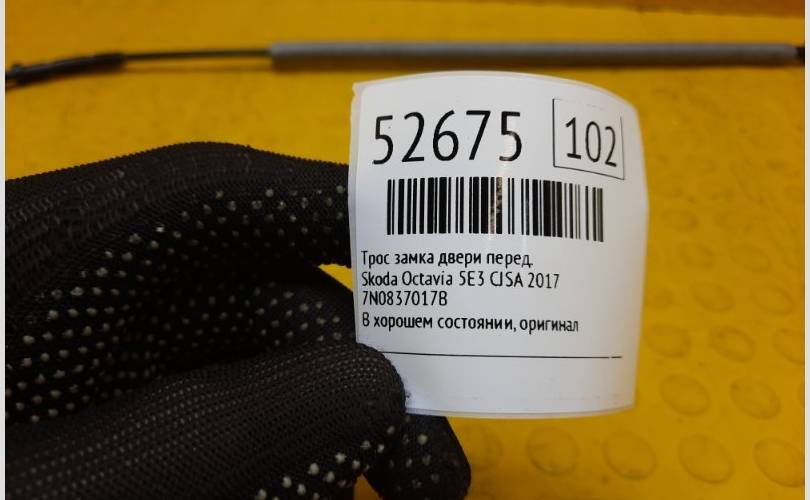 52675 102
Трос замка двери перед.
Skoda Octavia 5E3 CJSA 2017
7N0837017B
В хорошем состоянии, оригинал